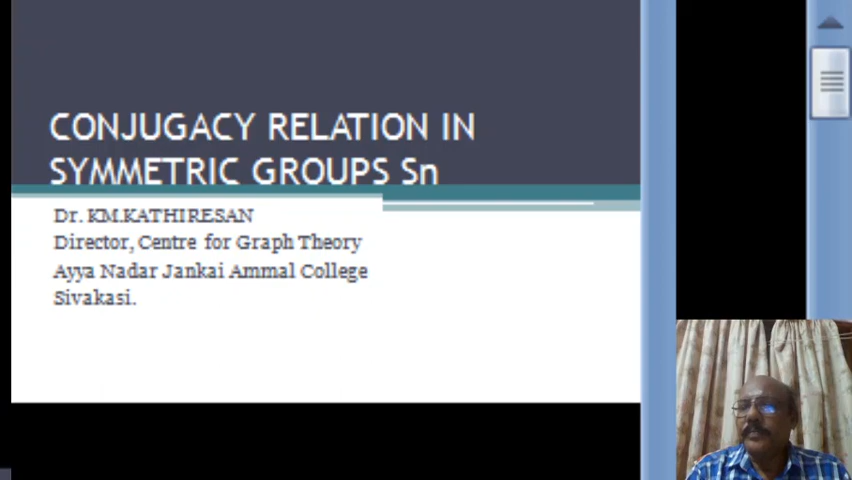 CONJUGACY RELATION IN
SYMMETRIC GROUPS Sn
Dr. KM.KATHIRESAN
Director, Centre for Graph Theory
Ayya Nadar Jankai Ammal College
Sivakasi.